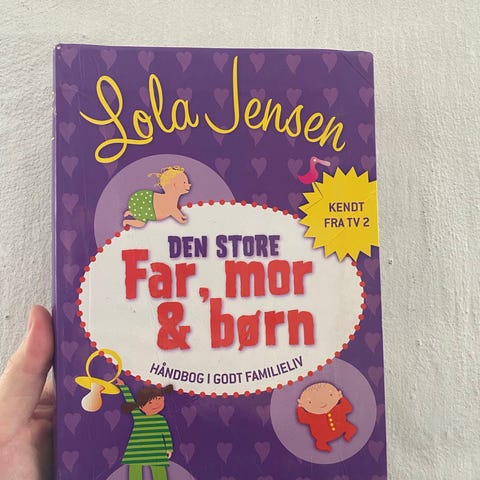 Lola Jensen
KENDT
FRA TV 2
DEN STORE
Far, mor
& børn
HÅNDBOG I GODT FAMILIELIV